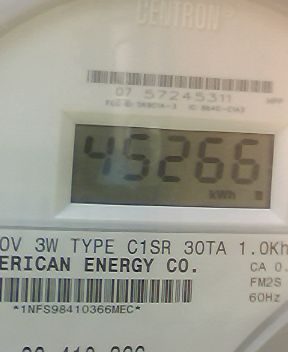 CENTRON
07 57245311 MPP
45266
kWh
0V 3W TYPE C1SR 30TA 1.0Kh
ERICAN ENERGY CO.
CA 0.
FM2S
60Hz
*1NFS98410366MEC*